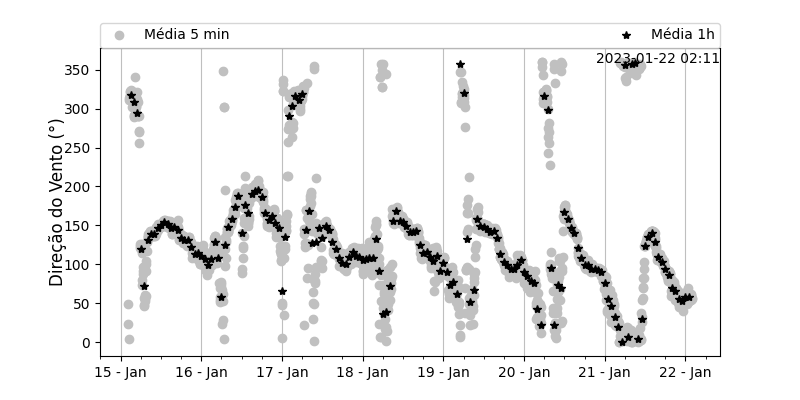 Média 5 min
Média 1h
2023-01-22 02:11
Direção do Vento (°)
350
300
250
200
150
100
50
0
15 - Jan
16 - Jan
17 - Jan
18 - Jan
19 - Jan
20 - Jan
21 - Jan
22 - Jan